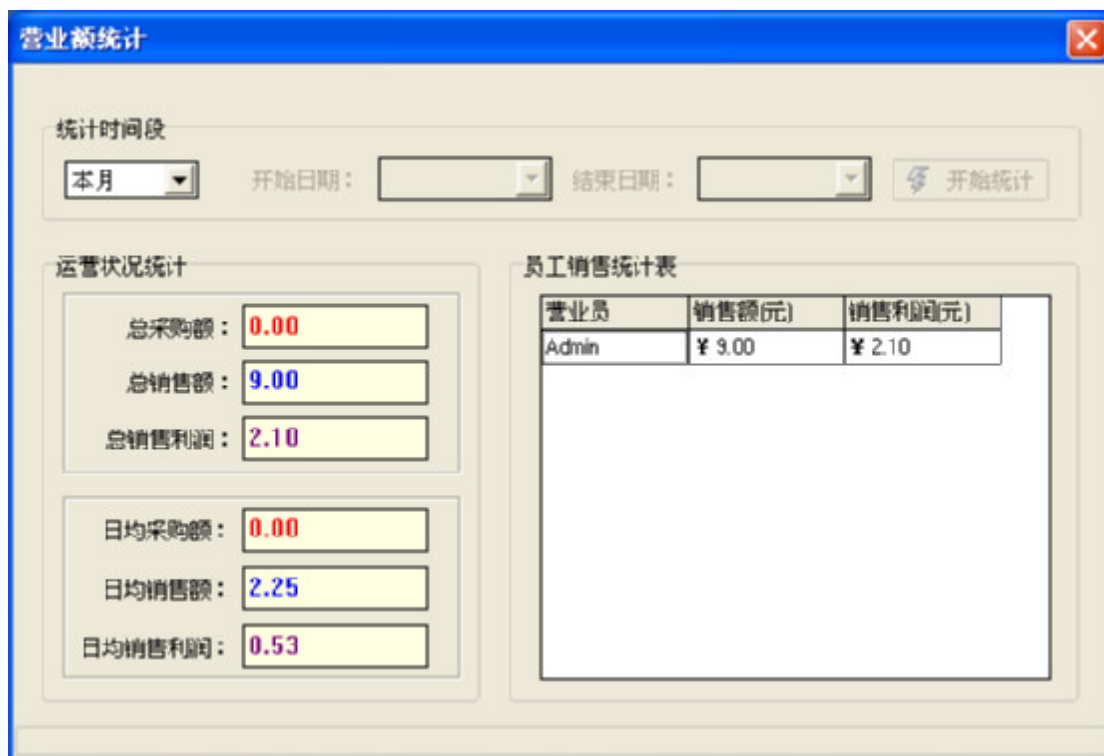 营业额统计
统计时间段
本月 开始日期： 结束日期： 开始统计
运营状况统计
总采购额：0.00
总销售额：9.00
总销售利润：2.10
日均采购额：0.00
日均销售额：2.25
日均销售利润：0.53
员工销售统计表
营业员 销售额(元) 销售利润(元)
Admin ¥ 9.00 ¥ 2.10